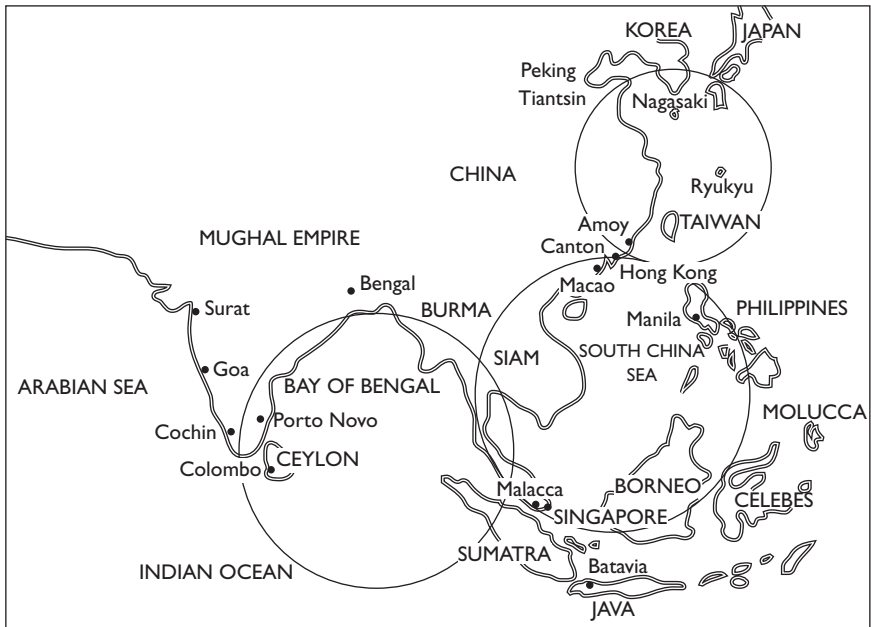 KOREA
JAPAN
Peking
Tiantsin
Nagasaki
CHINA
Ryukyu
Amoy
TAIWAN
Canton
MUGHAL EMPIRE
Hong Kong
Macao
Bengal
BURMA
Surat
PHILIPPINES
Manila
SIAM
SOUTH CHINA
SEA
Goa
ARABIAN SEA
BAY OF BENGAL
MOLUCCA
Porto Novo
Cochin
CEYLON
Colombo
BORNEO
Malacca
CELEBES
SINGAPORE
SUMATRA
INDIAN OCEAN
Batavia
JAVA